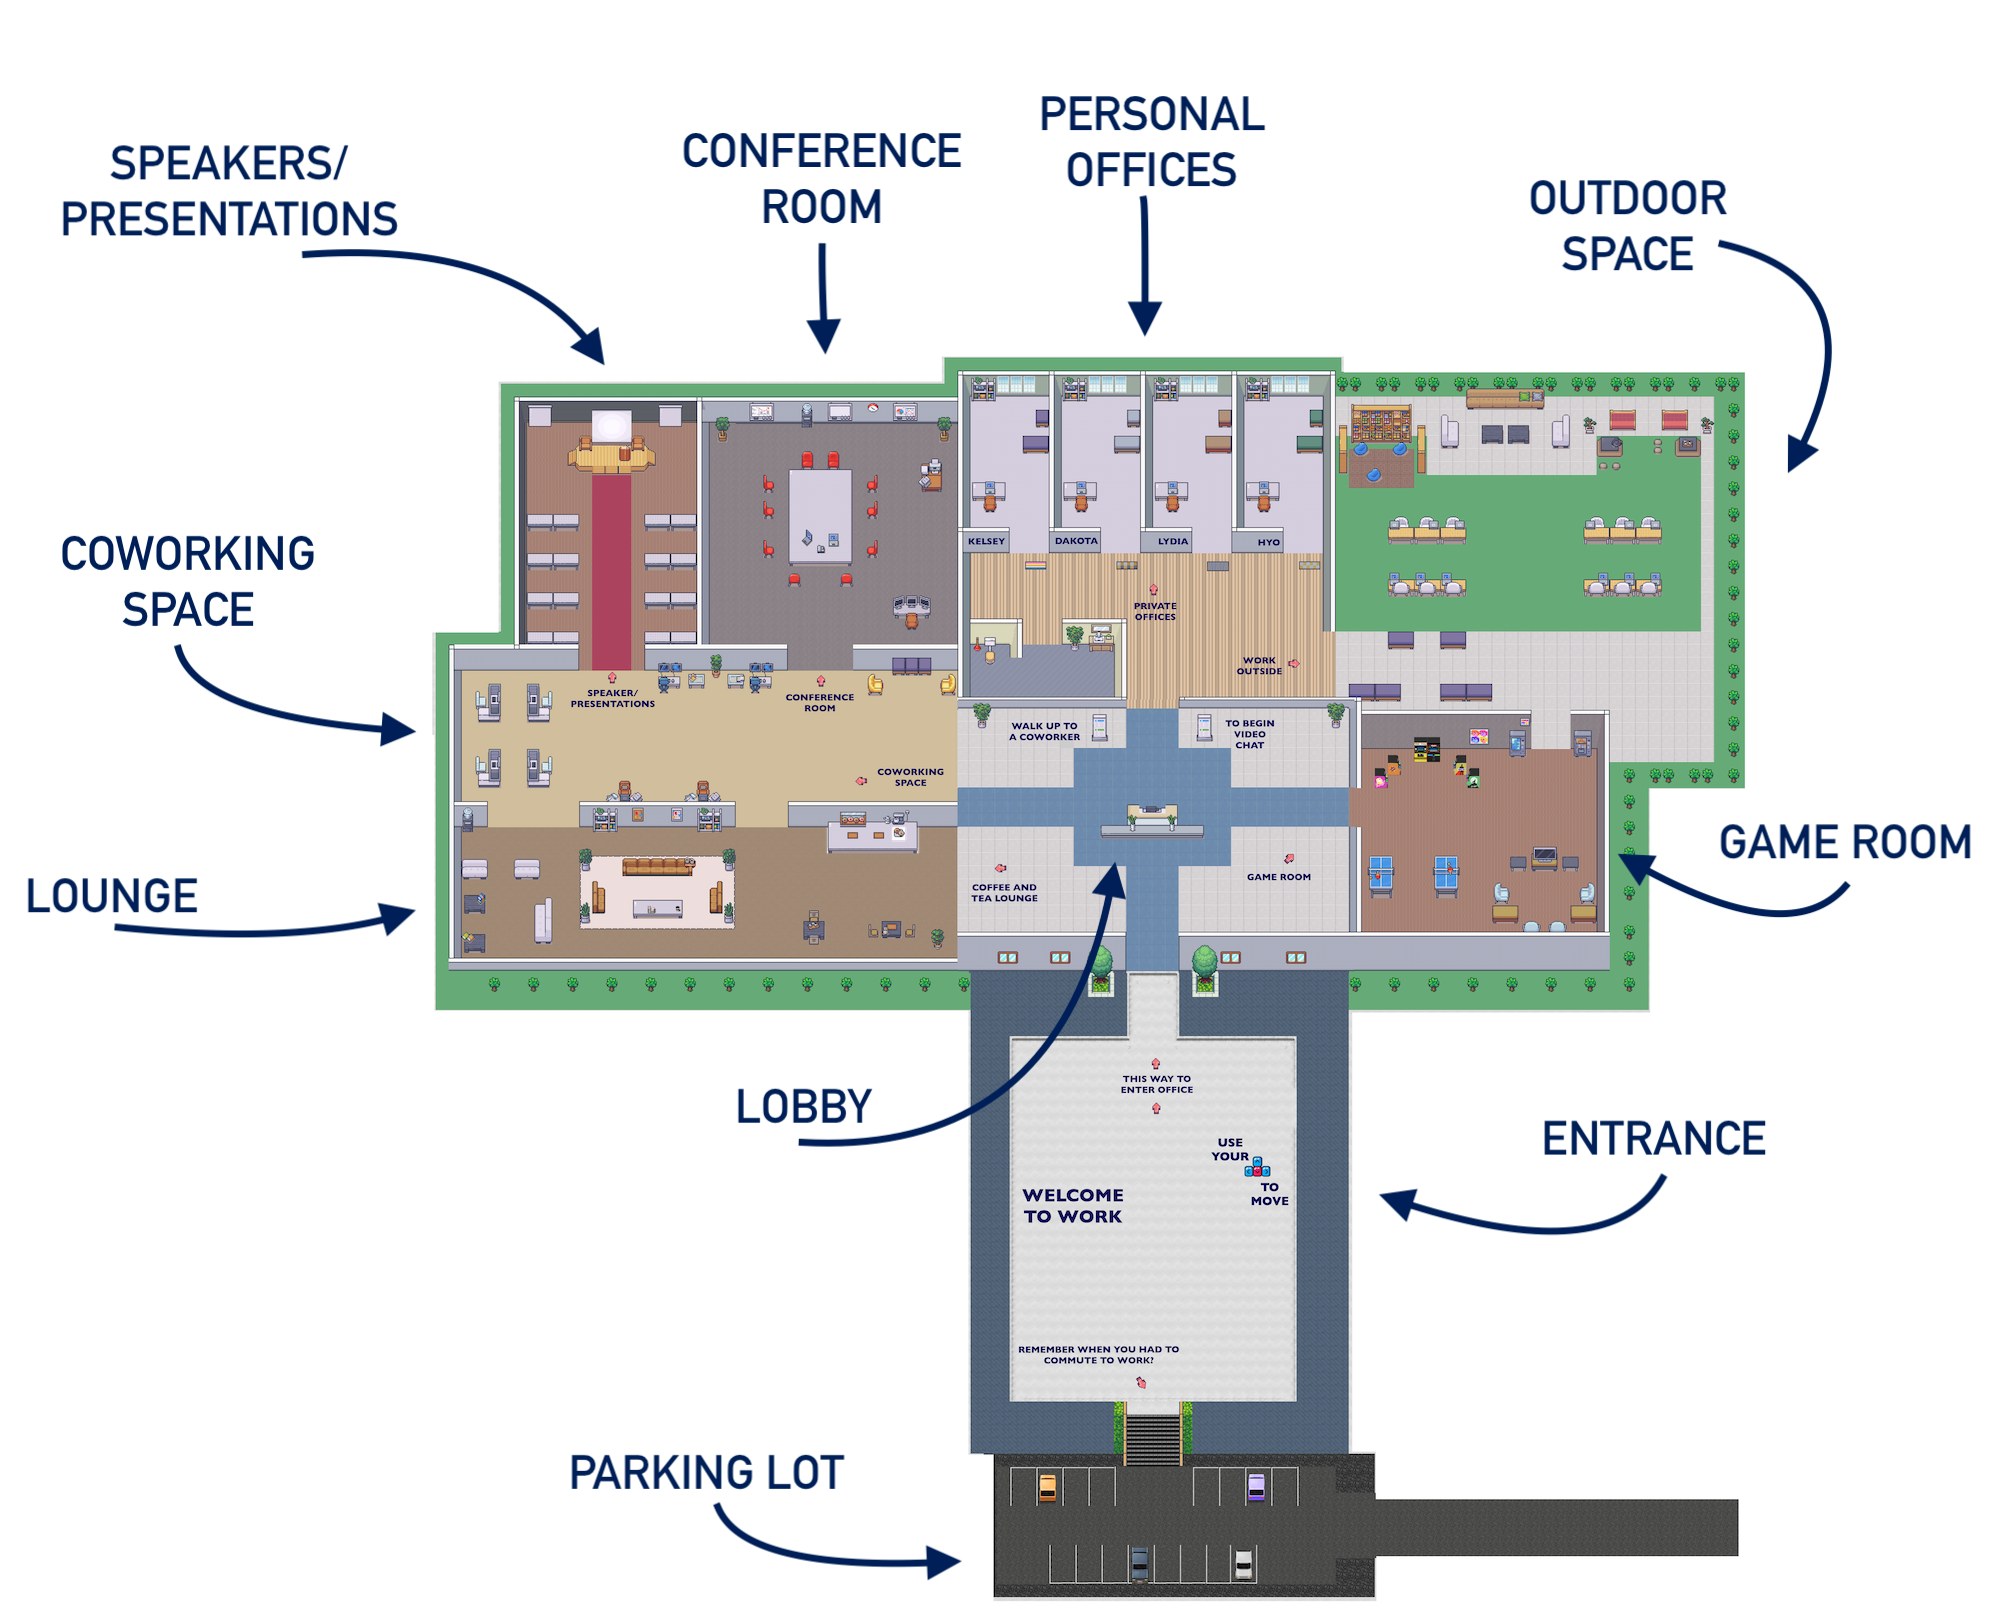 PERSONAL
OFFICES
CONFERENCE
ROOM
SPEAKERS/
PRESENTATIONS
OUTDOOR
SPACE
COWORKING
SPACE
KELSEY
DAKOTA
LYDIA
HYO
PRIVATE
OFFICES
WORK
OUTSIDE
SPEAKER/
PRESENTATIONS
CONFERENCE
ROOM
WALK UP TO
A COWORKER
TO BEGIN
VIDEO
CHAT
COWORKING
SPACE
GAME ROOM
LOUNGE
COFFEE AND
TEA LOUNGE
GAME ROOM
LOBBY
THIS WAY TO
ENTER OFFICE
ENTRANCE
USE
YOUR
TO
MOVE
WELCOME
TO WORK
REMEMBER WHEN YOU HAD TO
COMMUTE TO WORK?
PARKING LOT